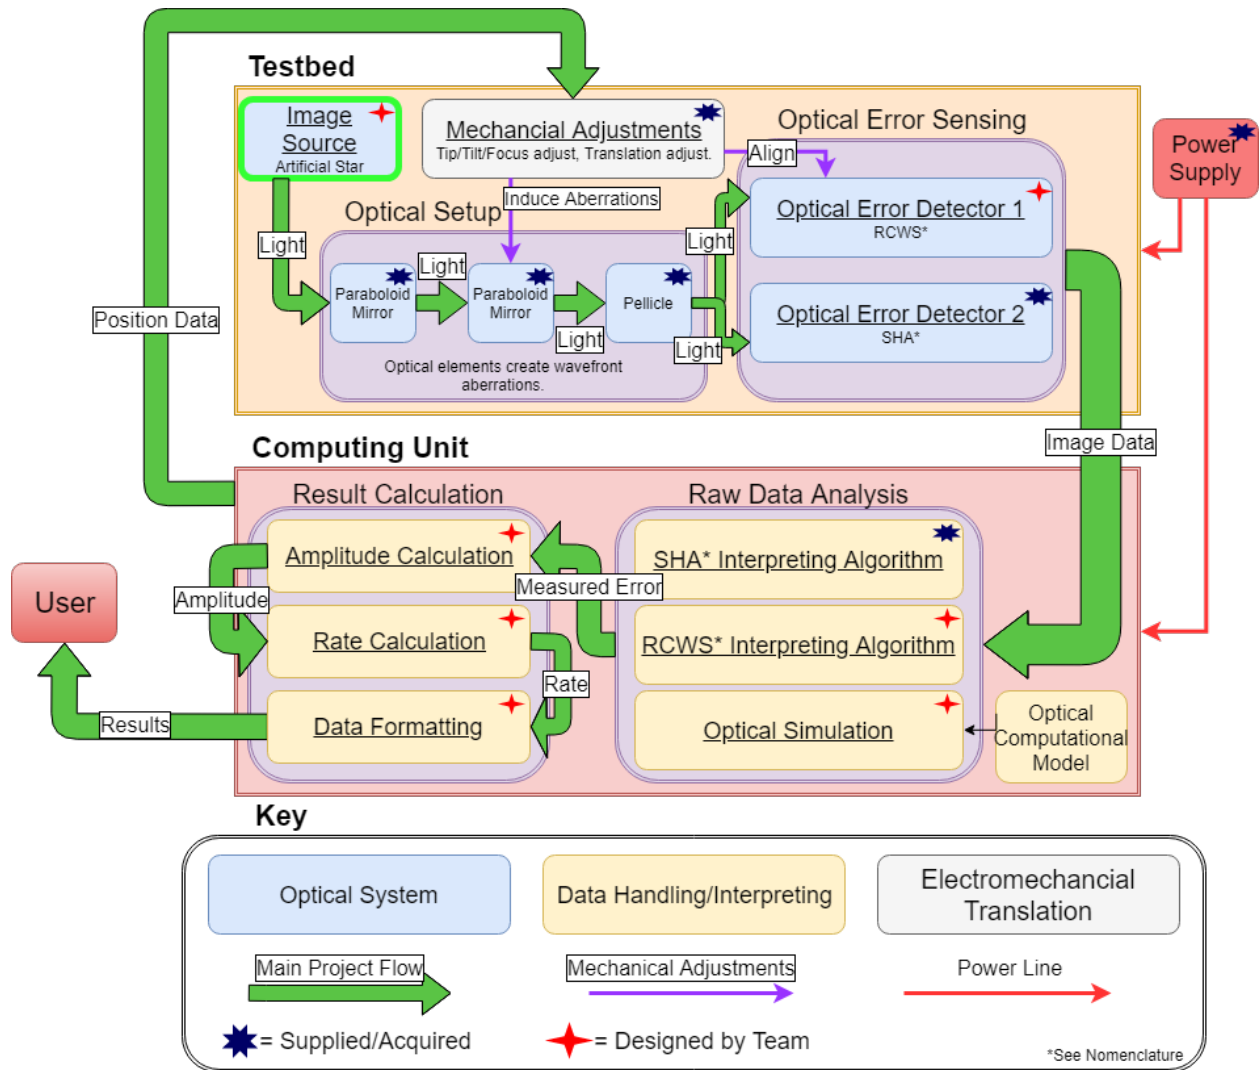 Testbed
Image
Source
Artificial Star
Mechancial Adjustments
Tip/Tilt/Focus adjust, Translation adjust.
Optical Error Sensing
Power
Supply
Align
Induce Aberrations
Optical Setup
Optical Error Detector 1
RCWS*
Light
Light
Light
Paraboloid
Mirror
Paraboloid
Mirror
Pellicle
Optical Error Detector 2
SHA*
Position Data
Light
Light
Optical elements create wavefront
aberrations.
Computing Unit
Image Data
Result Calculation
Raw Data Analysis
Amplitude Calculation
SHA* Interpreting Algorithm
Measured Error
User
Amplitude
Rate Calculation
RCWS* Interpreting Algorithm
Rate
Results
Data Formatting
Optical Simulation
Optical
Computational
Model
Key
Optical System
Data Handling/Interpreting
Electromechancial
Translation
Main Project Flow
Mechanical Adjustments
Power Line
= Supplied/Acquired
= Designed by Team
*See Nomenclature